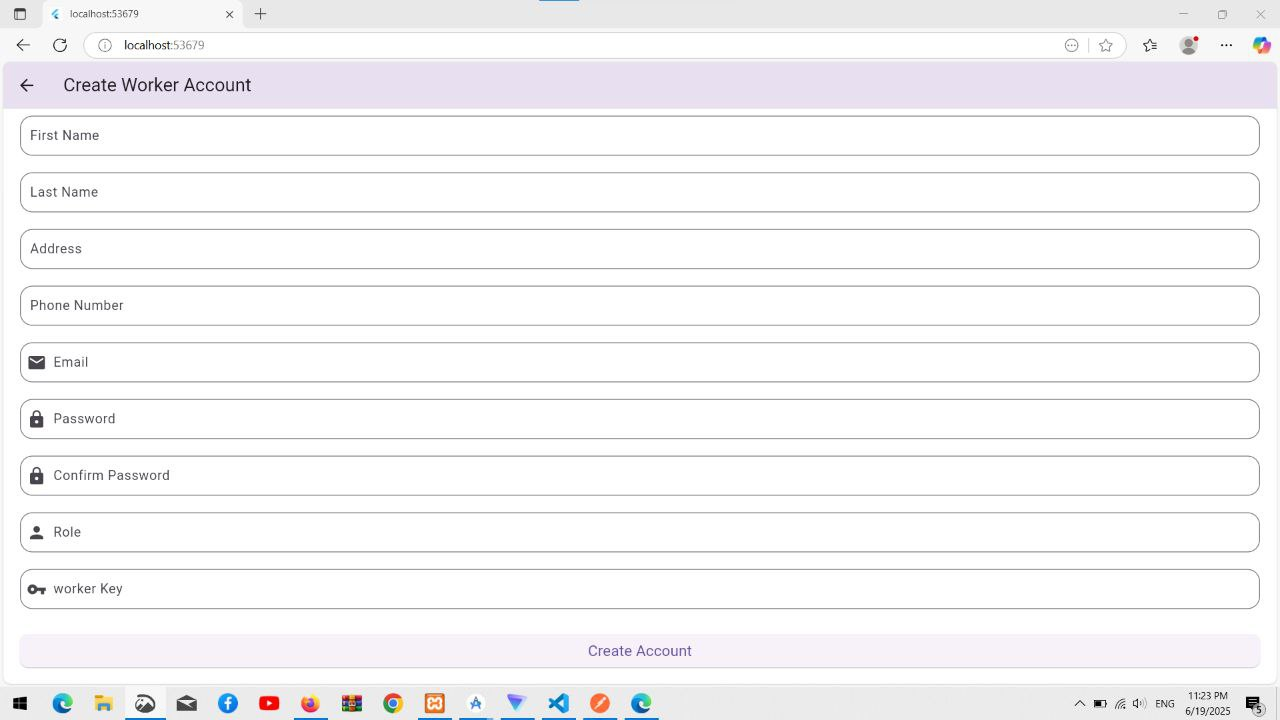 localhost:53679
localhost:53679
Create Worker Account
First Name
Last Name
Address
Phone Number
Email
Password
Confirm Password
Role
worker Key
Create Account
ENG
11:23 PM
6/19/2025
5